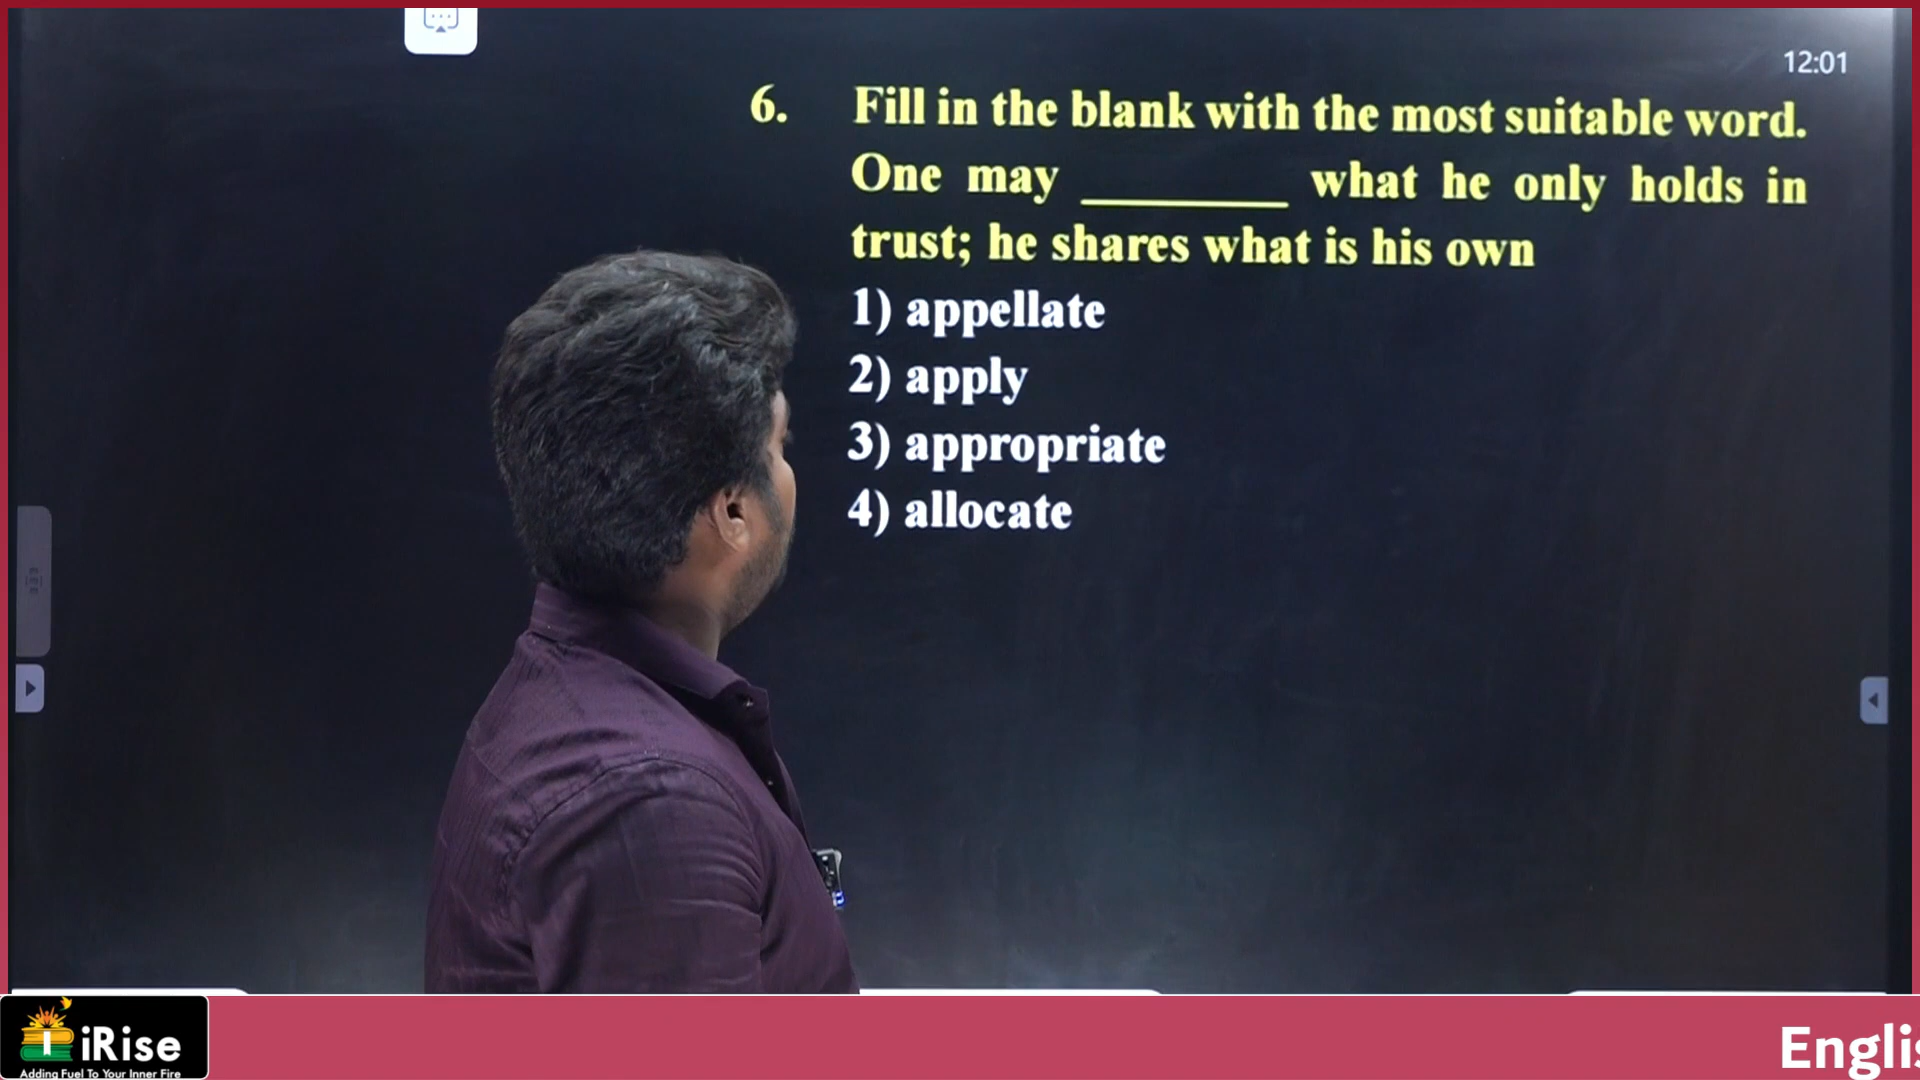 12:01
6. Fill in the blank with the most suitable word.
One may ________ what he only holds in
trust; he shares what is his own
1) appellate
2) apply
3) appropriate
4) allocate
iRise
Adding Fuel To Your Inner Fire
Englis